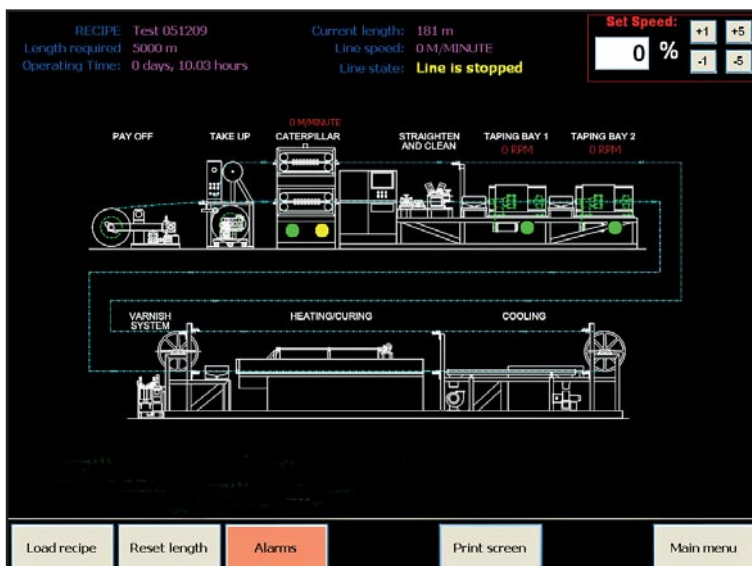 RECIPE Test 051209
Length required 5000 m
Operating Time: 0 days, 10.03 hours
Current length: 181 m
Line speed: 0 M/MINUTE
Line state: Line is stopped
Set Speed:
0 %
+1 +5
-1 -5
0 M/MINUTE
PAY OFF TAKE UP CATERPILLAR STRAIGHTEN AND CLEAN TAPING BAY 1 TAPING BAY 2
0 RPM 0 RPM
VARNISH SYSTEM HEATING/CURING COOLING
Load recipe Reset length Alarms Print screen Main menu